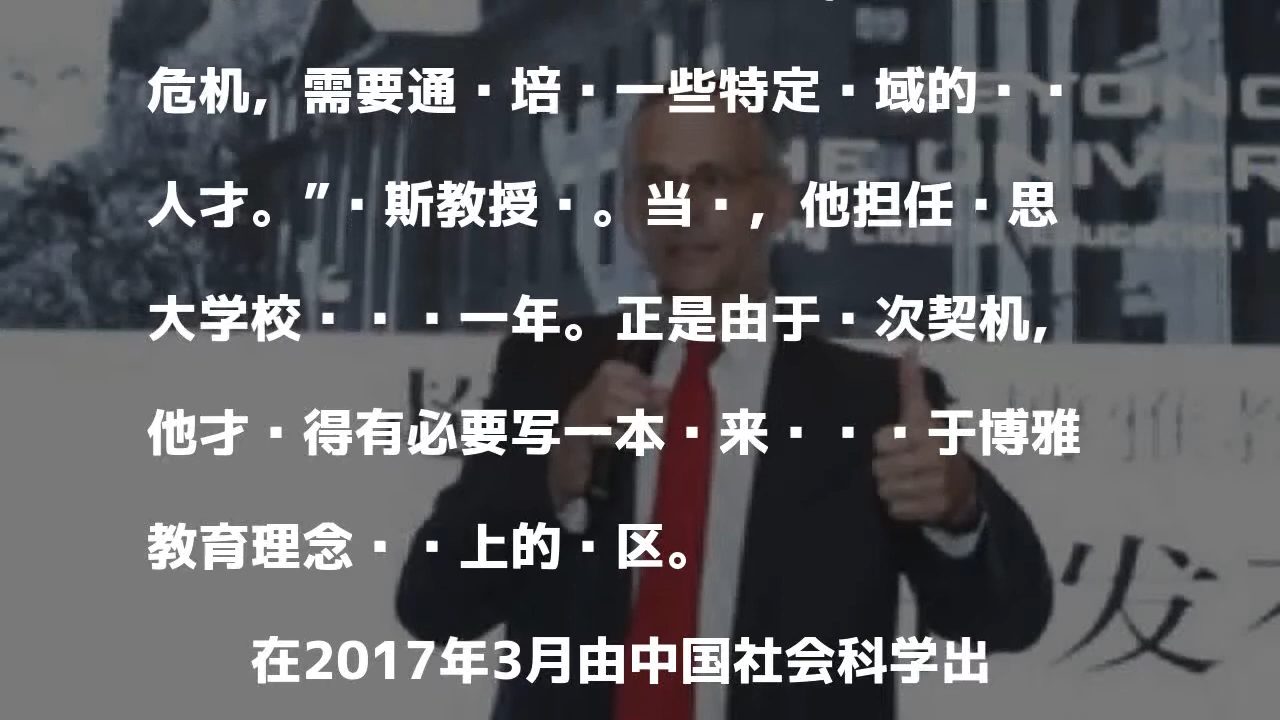 危机，需要通·培·一些特定·域的··
人才。”·斯教授·。当·，他担任·思
大学校···一年。正是由于·次契机，
他才·得有必要写一本·来···于博雅
教育理念··上的·区。
在2017年3月由中国社会科学出